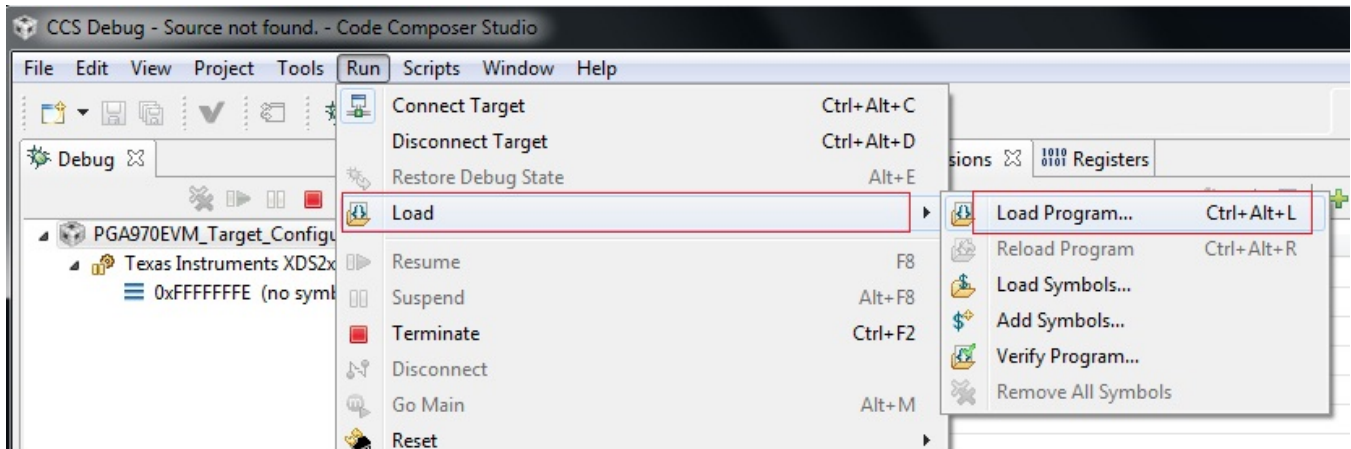 CCS Debug - Source not found. - Code Composer Studio
File Edit View Project Tools Run Scripts Window Help
Connect Target Ctrl+Alt+C
Disconnect Target Ctrl+Alt+D
Debug
Registers
Restore Debug State Alt+E
Load
Load Program... Ctrl+Alt+L
PGA970EVM_Target_Configu
Reload Program Ctrl+Alt+R
Texas Instruments XDS2x
Resume F8
Load Symbols...
0xFFFFFFFE (no symb
Suspend Alt+F8
Add Symbols...
Terminate Ctrl+F2
Verify Program...
Disconnect
Remove All Symbols
Go Main Alt+M
Reset